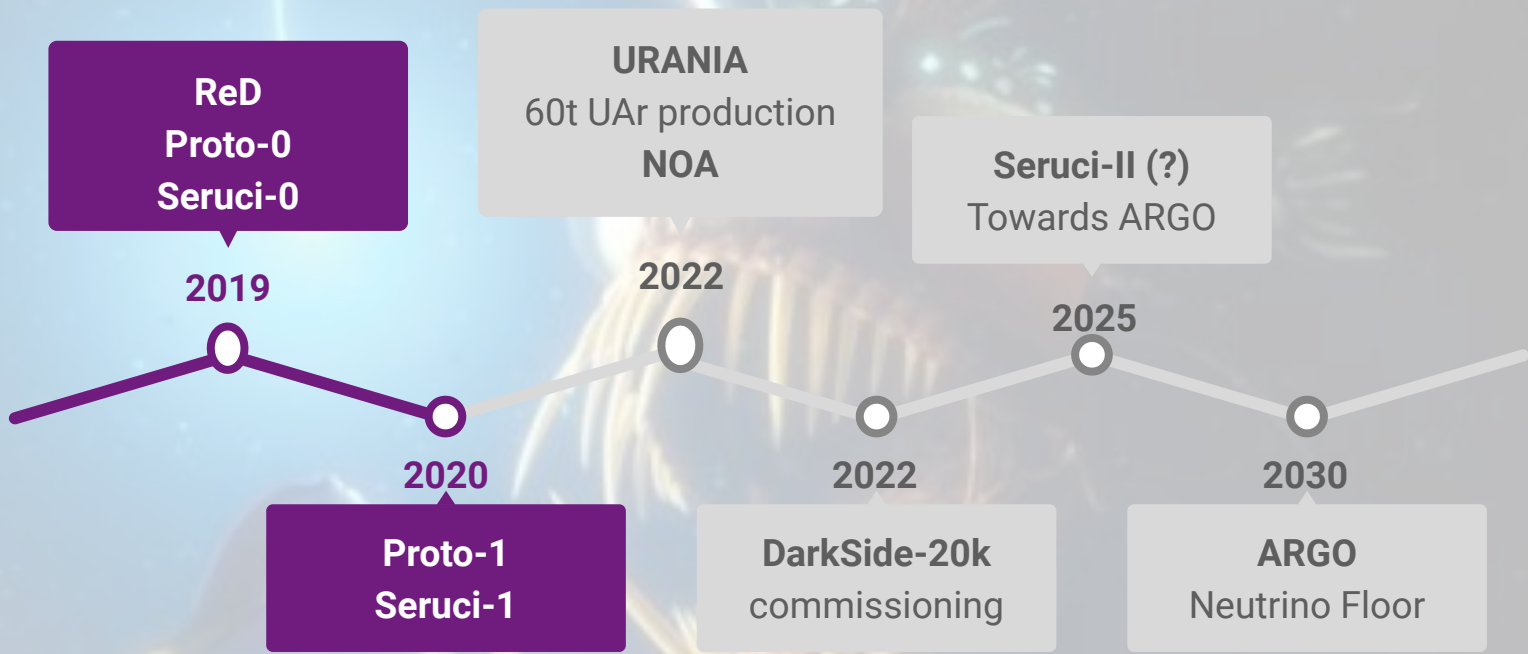 ReD
Proto-0
Seruci-0
2019
2020
Proto-1
Seruci-1
URANIA
60t UAr production
NOA
2022
2022
DarkSide-20k
commissioning
Seruci-II (?)
Towards ARGO
2025
2030
ARGO
Neutrino Floor